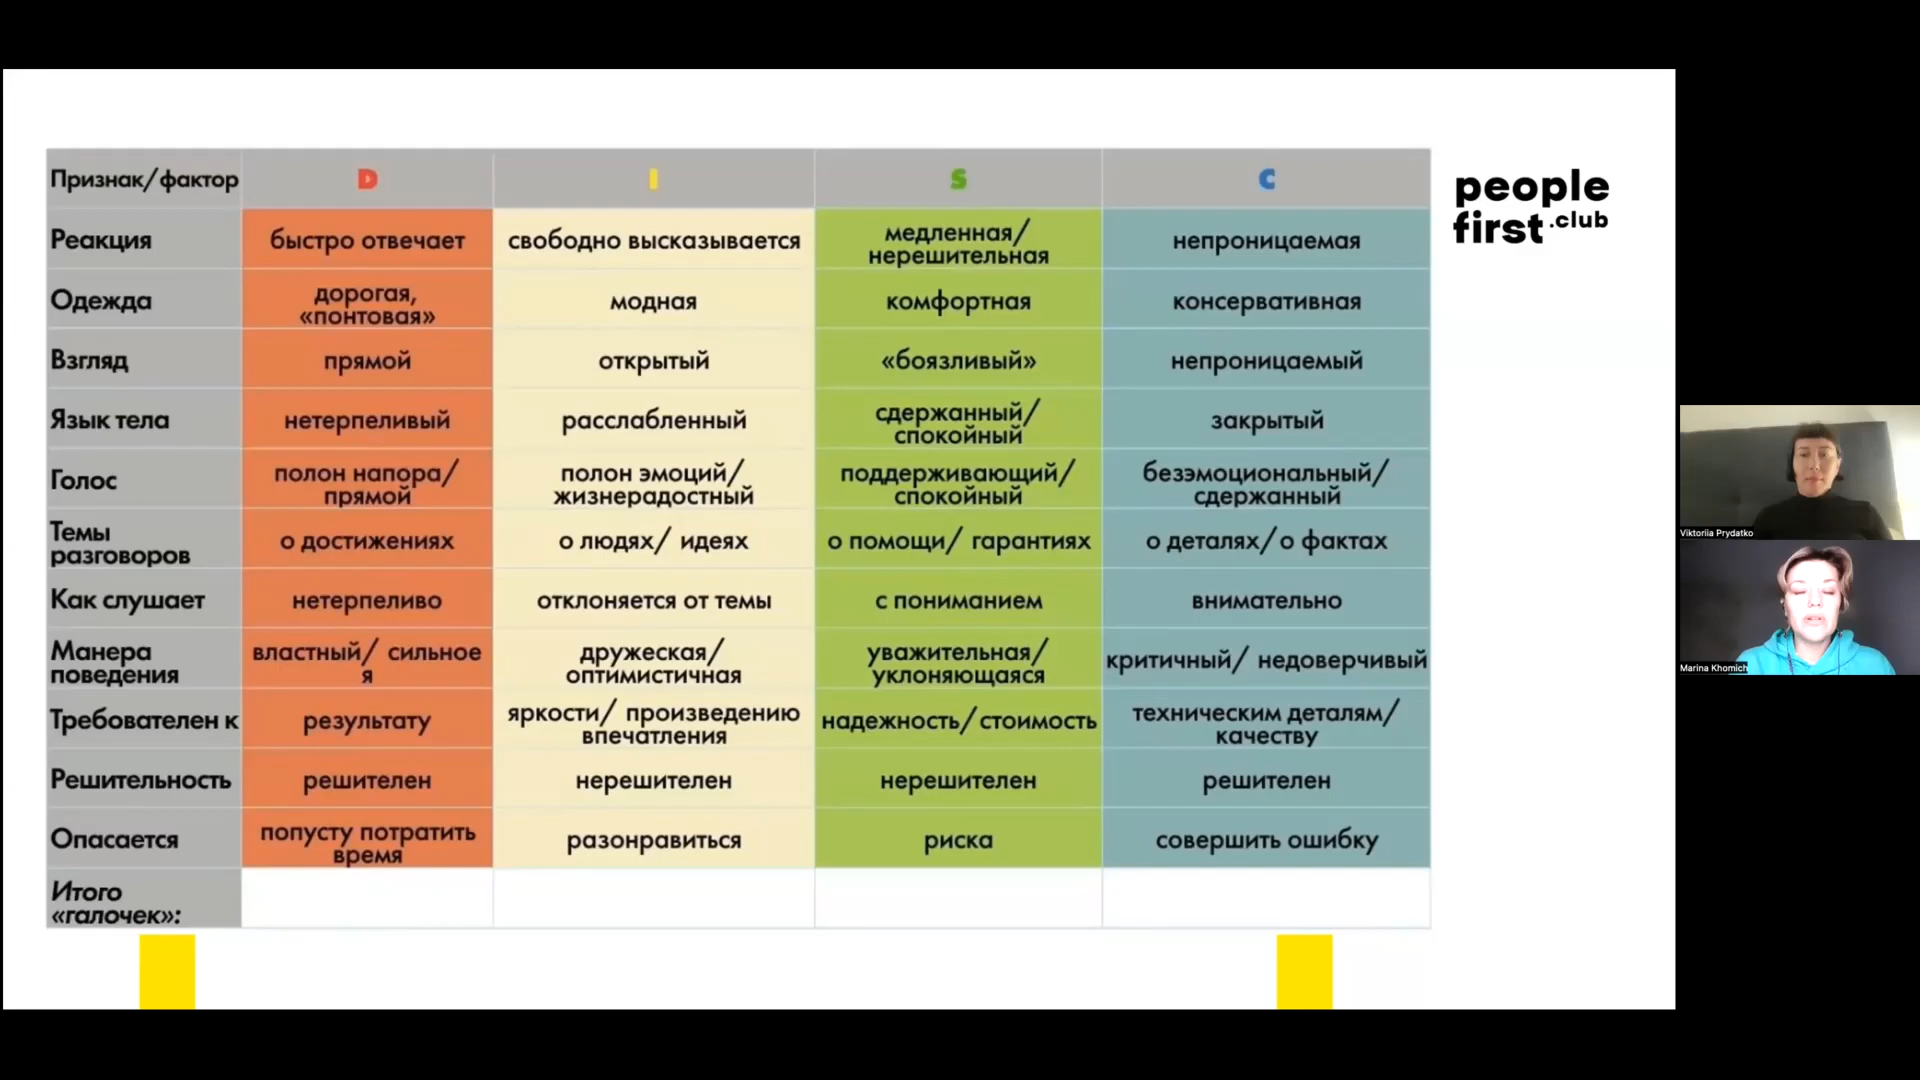 Признак/фактор D I S C
people
first .club
Реакция быстро отвечает свободно высказывается медленная/
нерешительная непроницаемая
Одежда дорогая,
«понтовая» модная комфортная консервативная
Взгляд прямой открытый «боязливый» непроницаемый
Язык тела нетерпеливый расслабленный сдержанный/
спокойный закрытый
Голос полон напора/
прямой полон эмоций/
жизнерадостный поддерживающий/
спокойный безэмоциональный/
сдержанный
Темы
разговоров о достижениях о людях/ идеях о помощи/ гарантиях о деталях/о фактах
Как слушает нетерпеливо отклоняется от темы с пониманием внимательно
Манера
поведения властный/ сильное
я дружеская/
оптимистичная уважительная/
уклоняющаяся критичный/ недоверчивый
Требователен к результату яркости/ произведению
впечатления надежность/стоимость техническим деталям/
качеству
Решительность решителен нерешителен нерешителен решителен
Опасается попусту потратить
время разонравиться риска совершить ошибку
Итого
«галочек»:
Viktoriia Prydatko
Marina Khomich